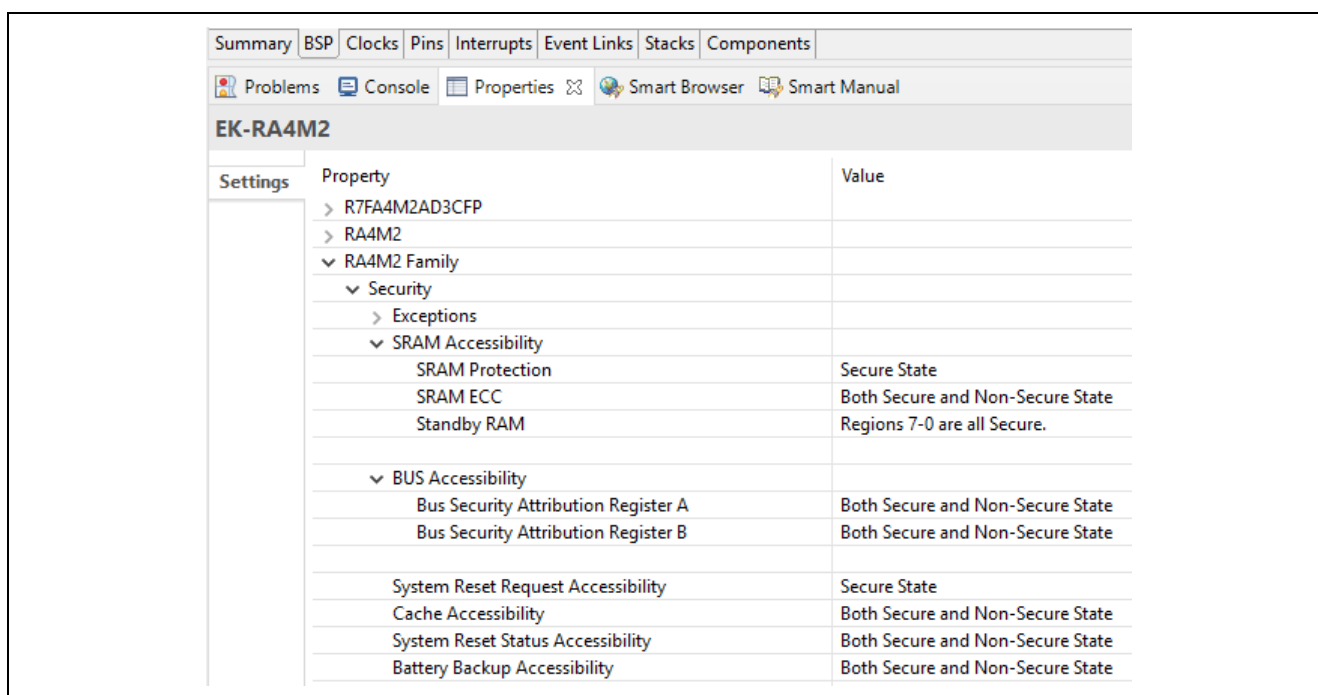 Summary BSP Clocks Pins Interrupts Event Links Stacks Components
Problems Console Properties Smart Browser Smart Manual
EK-RA4M2
Settings Property Value
R7FA4M2AD3CFP
RA4M2
RA4M2 Family
Security
Exceptions
SRAM Accessibility
SRAM Protection Secure State
SRAM ECC Both Secure and Non-Secure State
Standby RAM Regions 7-0 are all Secure.
BUS Accessibility
Bus Security Attribution Register A Both Secure and Non-Secure State
Bus Security Attribution Register B Both Secure and Non-Secure State
System Reset Request Accessibility Secure State
Cache Accessibility Both Secure and Non-Secure State
System Reset Status Accessibility Both Secure and Non-Secure State
Battery Backup Accessibility Both Secure and Non-Secure State